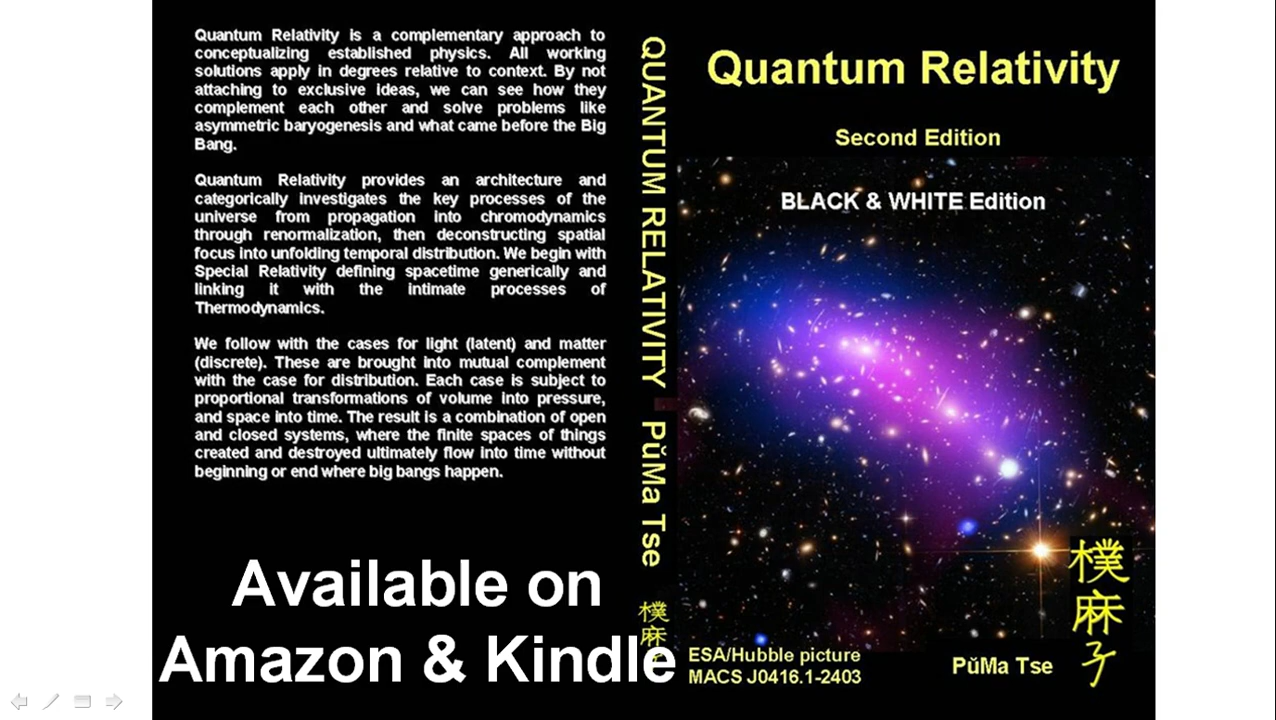 Quantum Relativity is a complementary approach to
conceptualizing established physics. All working
solutions apply in degrees relative to context. By not
attaching to exclusive ideas, we can see how they
complement each other and solve problems like
asymmetric baryogenesis and what came before the Big
Bang.
Quantum Relativity provides an architecture and
categorically investigates the key processes of the
universe from propagation into chromodynamics
through renormalization, then deconstructing spatial
focus into unfolding temporal distribution. We begin with
Special Relativity defining spacetime generically and
linking it with the intimate processes of
Thermodynamics.
We follow with the cases for light (latent) and matter
(discrete). These are brought into mutual complement
with the case for distribution. Each case is subject to
proportional transformations of volume into pressure,
and space into time. The result is a combination of open
and closed systems, where the finite spaces of things
created and destroyed ultimately flow into time without
beginning or end where big bangs happen.
Available on
Amazon & Kindle
QUANTUM RELATIVITY PŭMa Tse 樸麻子
Quantum Relativity
Second Edition
BLACK & WHITE Edition
樸麻子
ESA/Hubble picture
MACS J0416.1-2403
PŭMa Tse